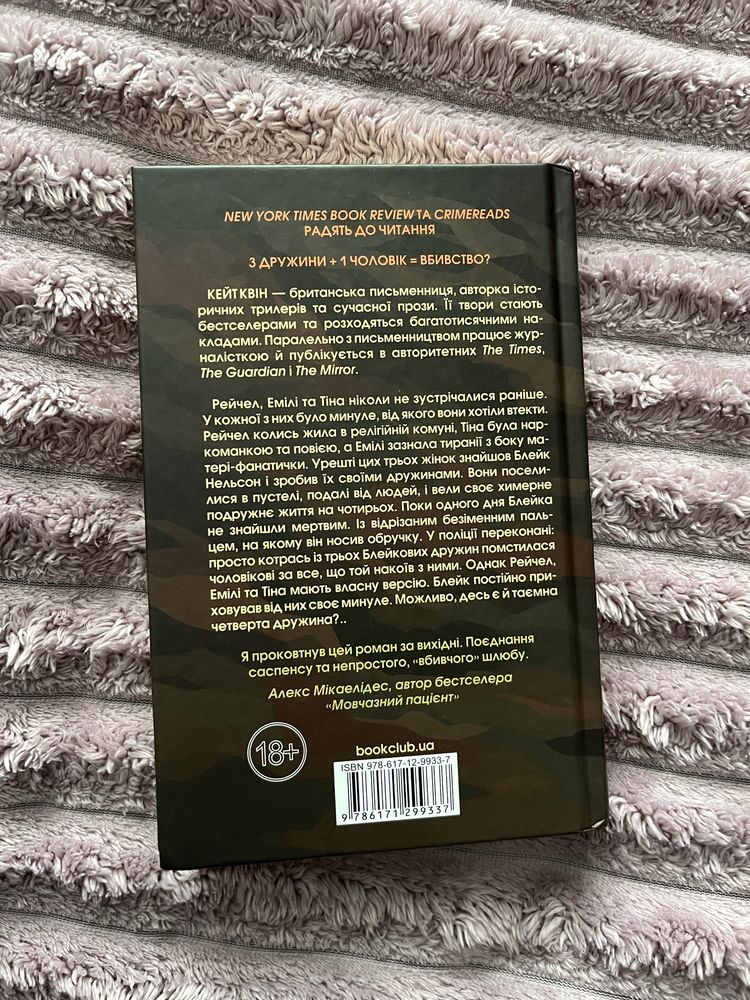 NEW YORK TIMES BOOK REVIEW ТА CRIMEREADS
РАДЯТЬ ДО ЧИТАННЯ
3 ДРУЖИНИ + 1 ЧОЛОВІК = ВБИВСТВО?
КЕЙТ КВІН — британська письменниця, авторка істо-
ричних трилерів та сучасної прози. Її твори стають
бестселерами та розходяться багатотисячними на-
кладами. Паралельно з письменництвом працює жур-
налісткою й публікується в авторитетних The Times,
The Guardian і The Mirror.
Рейчел, Емілі та Тіна ніколи не зустрічалися раніше.
У кожної з них було минуле, від якого вони хотіли втекти.
Рейчел колись жила в релігійній комуні, Тіна була нар-
команкою та повією, а Емілі зазнала тиранії з боку ма-
тері-фанатички. Урешті цих трьох жінок знайшов Блейк
Нельсон і зробив їх своїми дружинами. Вони посели-
лися в пустелі, подалі від людей, і вели своє химерне
подружнє життя на чотирьох. Поки одного дня Блейка
не знайшли мертвим. Із відрізаним безіменним паль-
цем, на якому він носив обручку. У поліції переконані:
просто котрась із трьох Блейкових дружин помстилася
чоловікові за все, що той накоїв з ними. Однак Рейчел,
Емілі та Тіна мають власну версію. Блейк постійно при-
ховував від них своє минуле. Можливо, десь є й таємна
четверта дружина?..
Я проковтнув цей роман за вихідні. Поєднання
саспенсу та непростого, «вбивчого» шлюбу.
Алекс Мікаелідес, автор бестселера
«Мовчазний пацієнт»
18+
bookclub.ua
ISBN 978-617-12-9933-7
9 786171 299337